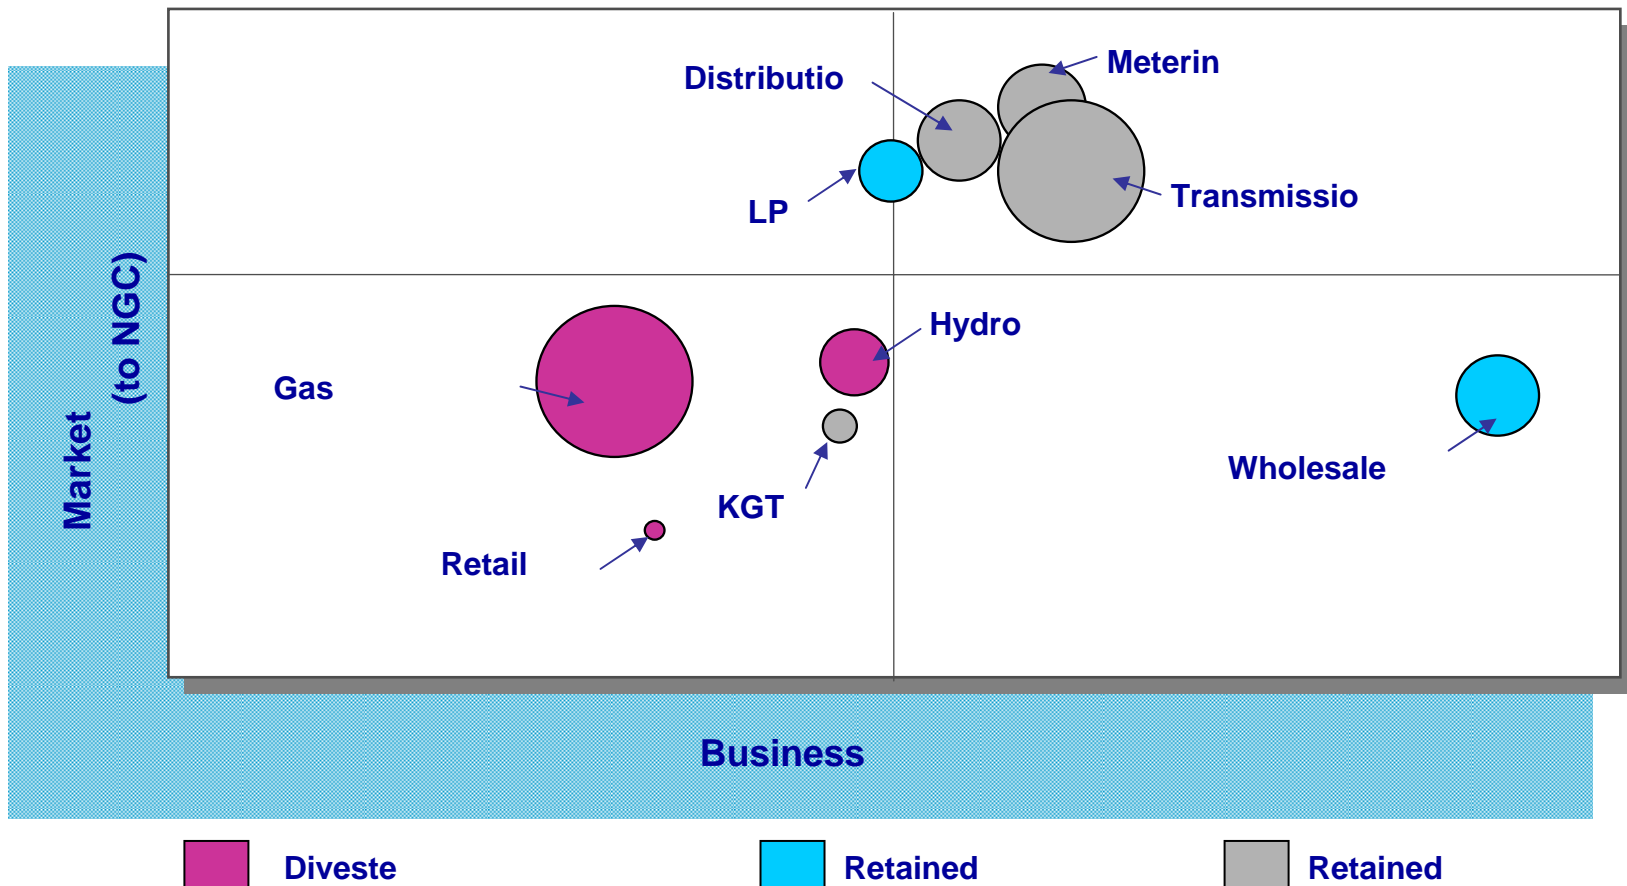 Meterin
Distributio
LP
Transmissio
Market
(to NGC)
Hydro
Gas
Wholesale
KGT
Retail
Business
Diveste
Retained
Retained